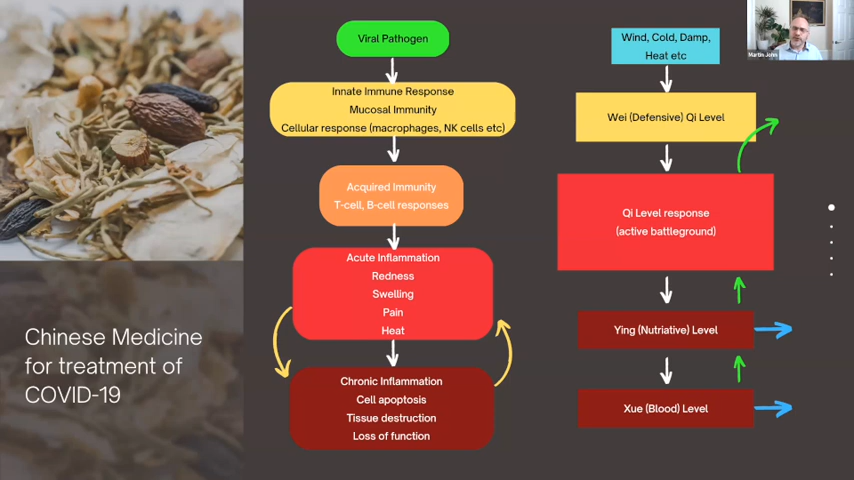 Chinese Medicine
for treatment of
COVID-19
Viral Pathogen
Innate Immune Response
Mucosal Immunity
Cellular response (macrophages, NK cells etc)
Acquired Immunity
T-cell, B-cell responses
Acute Inflammation
Redness
Swelling
Pain
Heat
Chronic Inflammation
Cell apoptosis
Tissue destruction
Loss of function
Wind, Cold, Damp,
Heat etc
Wei (Defensive) Qi Level
Qi Level response
(active battleground)
Ying (Nutriative) Level
Xue (Blood) Level
Martin John